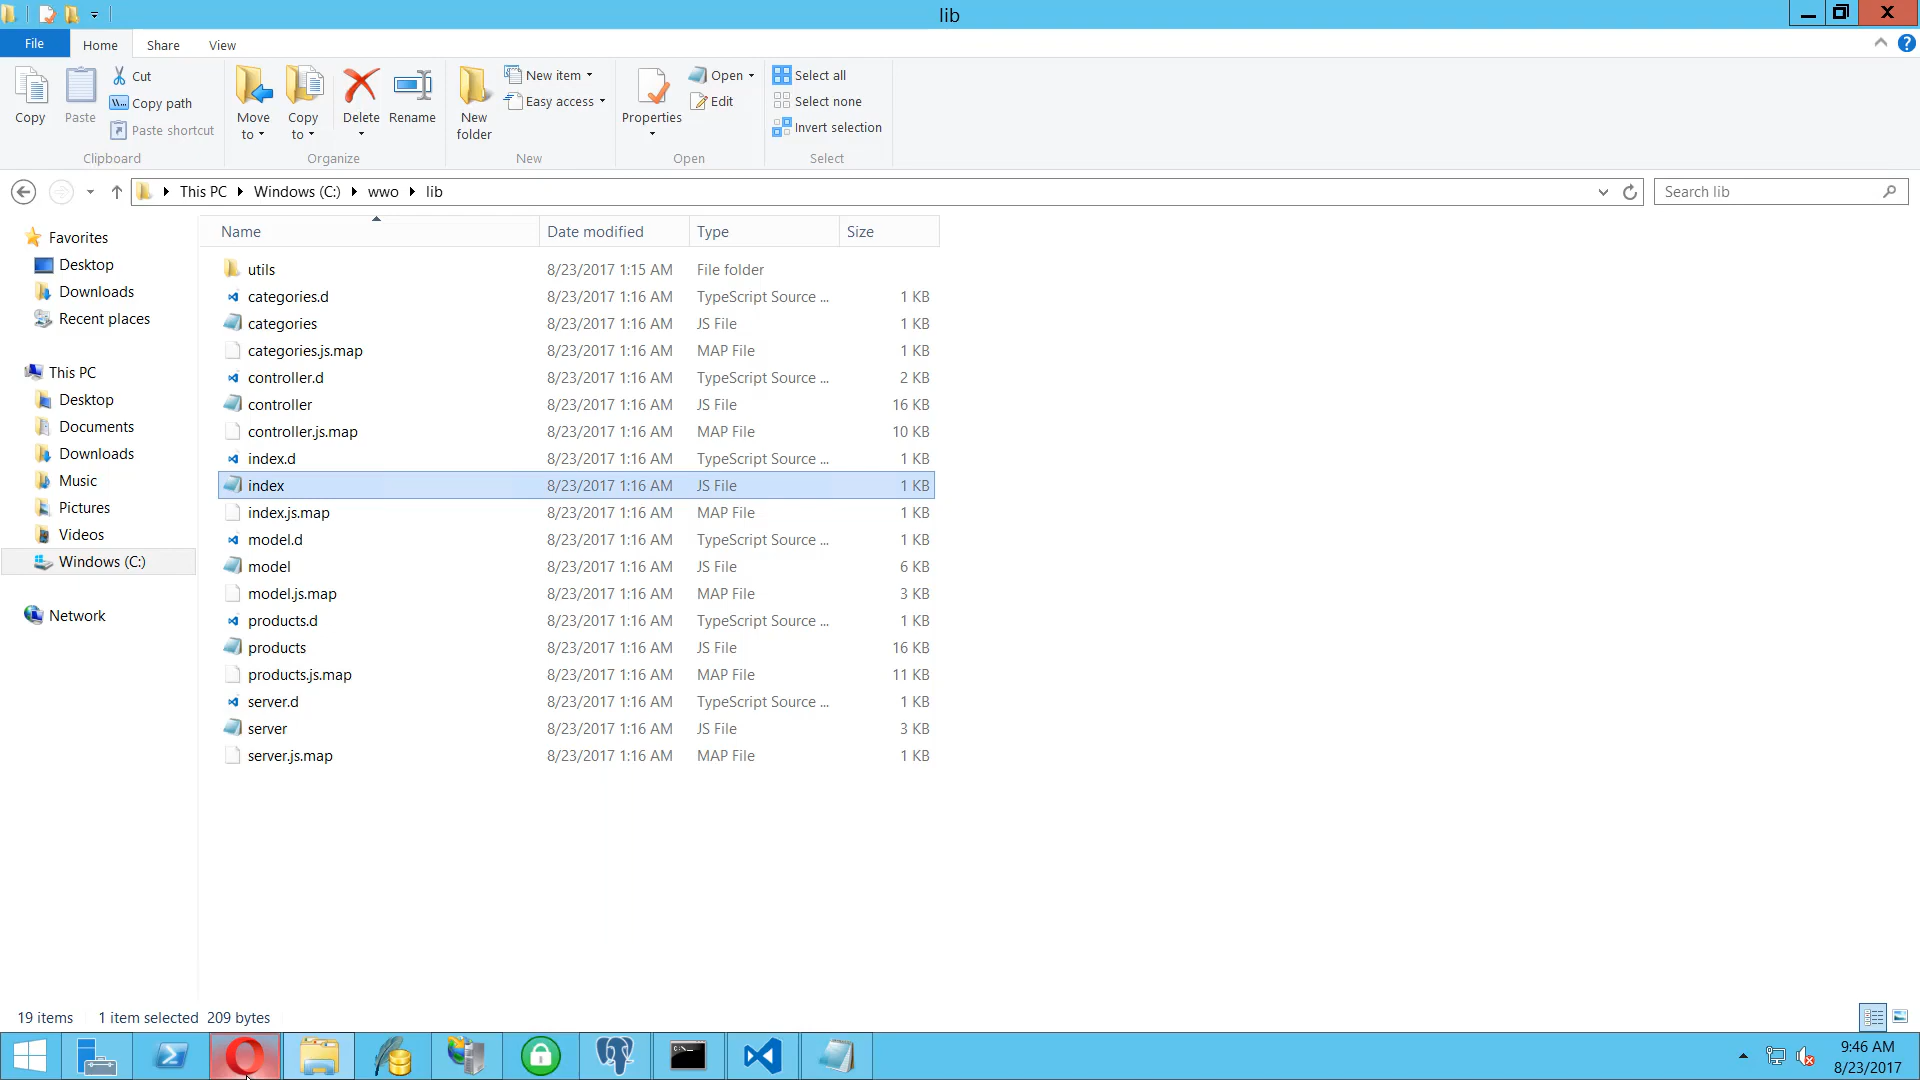 lib
File Home Share View
Copy Paste Cut Copy path Paste shortcut Clipboard
Move to Copy to Delete Rename Organize
New folder New item Easy access New
Properties Open Edit Open
Select all Select none Invert selection Select
This PC Windows (C:) wwo lib Search lib
Favorites
Desktop
Downloads
Recent places
This PC
Desktop
Documents
Downloads
Music
Pictures
Videos
Windows (C:)
Network
Name Date modified Type Size
utils 8/23/2017 1:15 AM File folder
categories.d 8/23/2017 1:16 AM TypeScript Source ... 1 KB
categories 8/23/2017 1:16 AM JS File 1 KB
categories.js.map 8/23/2017 1:16 AM MAP File 1 KB
controller.d 8/23/2017 1:16 AM TypeScript Source ... 2 KB
controller 8/23/2017 1:16 AM JS File 16 KB
controller.js.map 8/23/2017 1:16 AM MAP File 10 KB
index.d 8/23/2017 1:16 AM TypeScript Source ... 1 KB
index 8/23/2017 1:16 AM JS File 1 KB
index.js.map 8/23/2017 1:16 AM MAP File 1 KB
model.d 8/23/2017 1:16 AM TypeScript Source ... 1 KB
model 8/23/2017 1:16 AM JS File 6 KB
model.js.map 8/23/2017 1:16 AM MAP File 3 KB
products.d 8/23/2017 1:16 AM TypeScript Source ... 1 KB
products 8/23/2017 1:16 AM JS File 16 KB
products.js.map 8/23/2017 1:16 AM MAP File 11 KB
server.d 8/23/2017 1:16 AM TypeScript Source ... 1 KB
server 8/23/2017 1:16 AM JS File 3 KB
server.js.map 8/23/2017 1:16 AM MAP File 1 KB
19 items 1 item selected 209 bytes
9:46 AM
8/23/2017